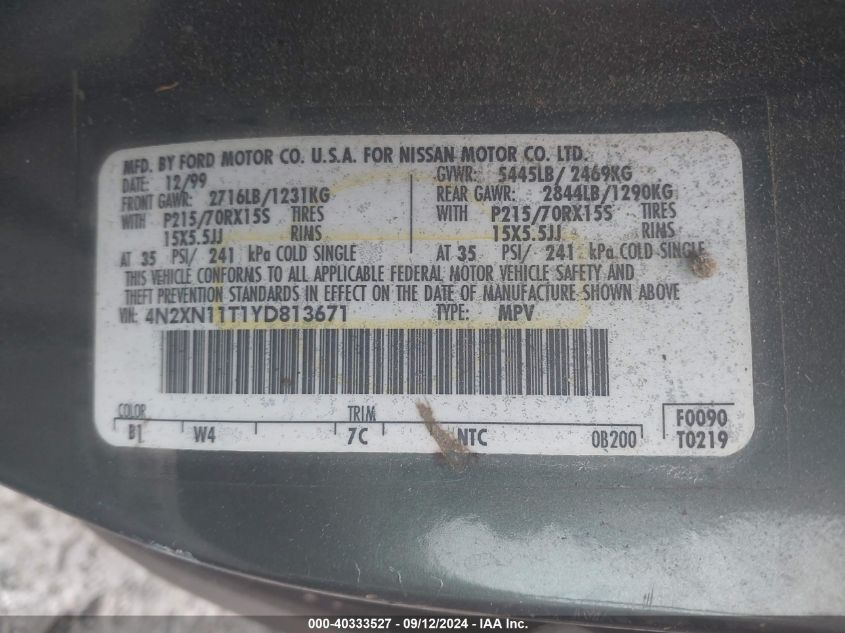 MFD. BY FORD MOTOR CO. U.S.A. FOR NISSAN MOTOR CO. LTD.
DATE: 12/99 GVWR: 5445LB/ 2469KG
FRONT GAWR: 2716LB/1231KG REAR GAWR: 2844LB/1290KG
WITH P215/70RX15S TIRES WITH P215/70RX15S TIRES
15X5.5JJ RIMS 15X5.5JJ RIMS
AT 35 PSI/ 241 kPa COLD SINGLE AT 35 PSI/ 241 kPa COLD SINGLE
THIS VEHICLE CONFORMS TO ALL APPLICABLE FEDERAL MOTOR VEHICLE SAFETY AND
THEFT PREVENTION STANDARDS IN EFFECT ON THE DATE OF MANUFACTURE SHOWN ABOVE
VIN: 4N2XN11T1YD813671 TYPE: MPV
COLOR TRIM F0090
B1 W4 7C NTC 0B200 T0219
000-40333527 - 09/12/2024 - IAA Inc.